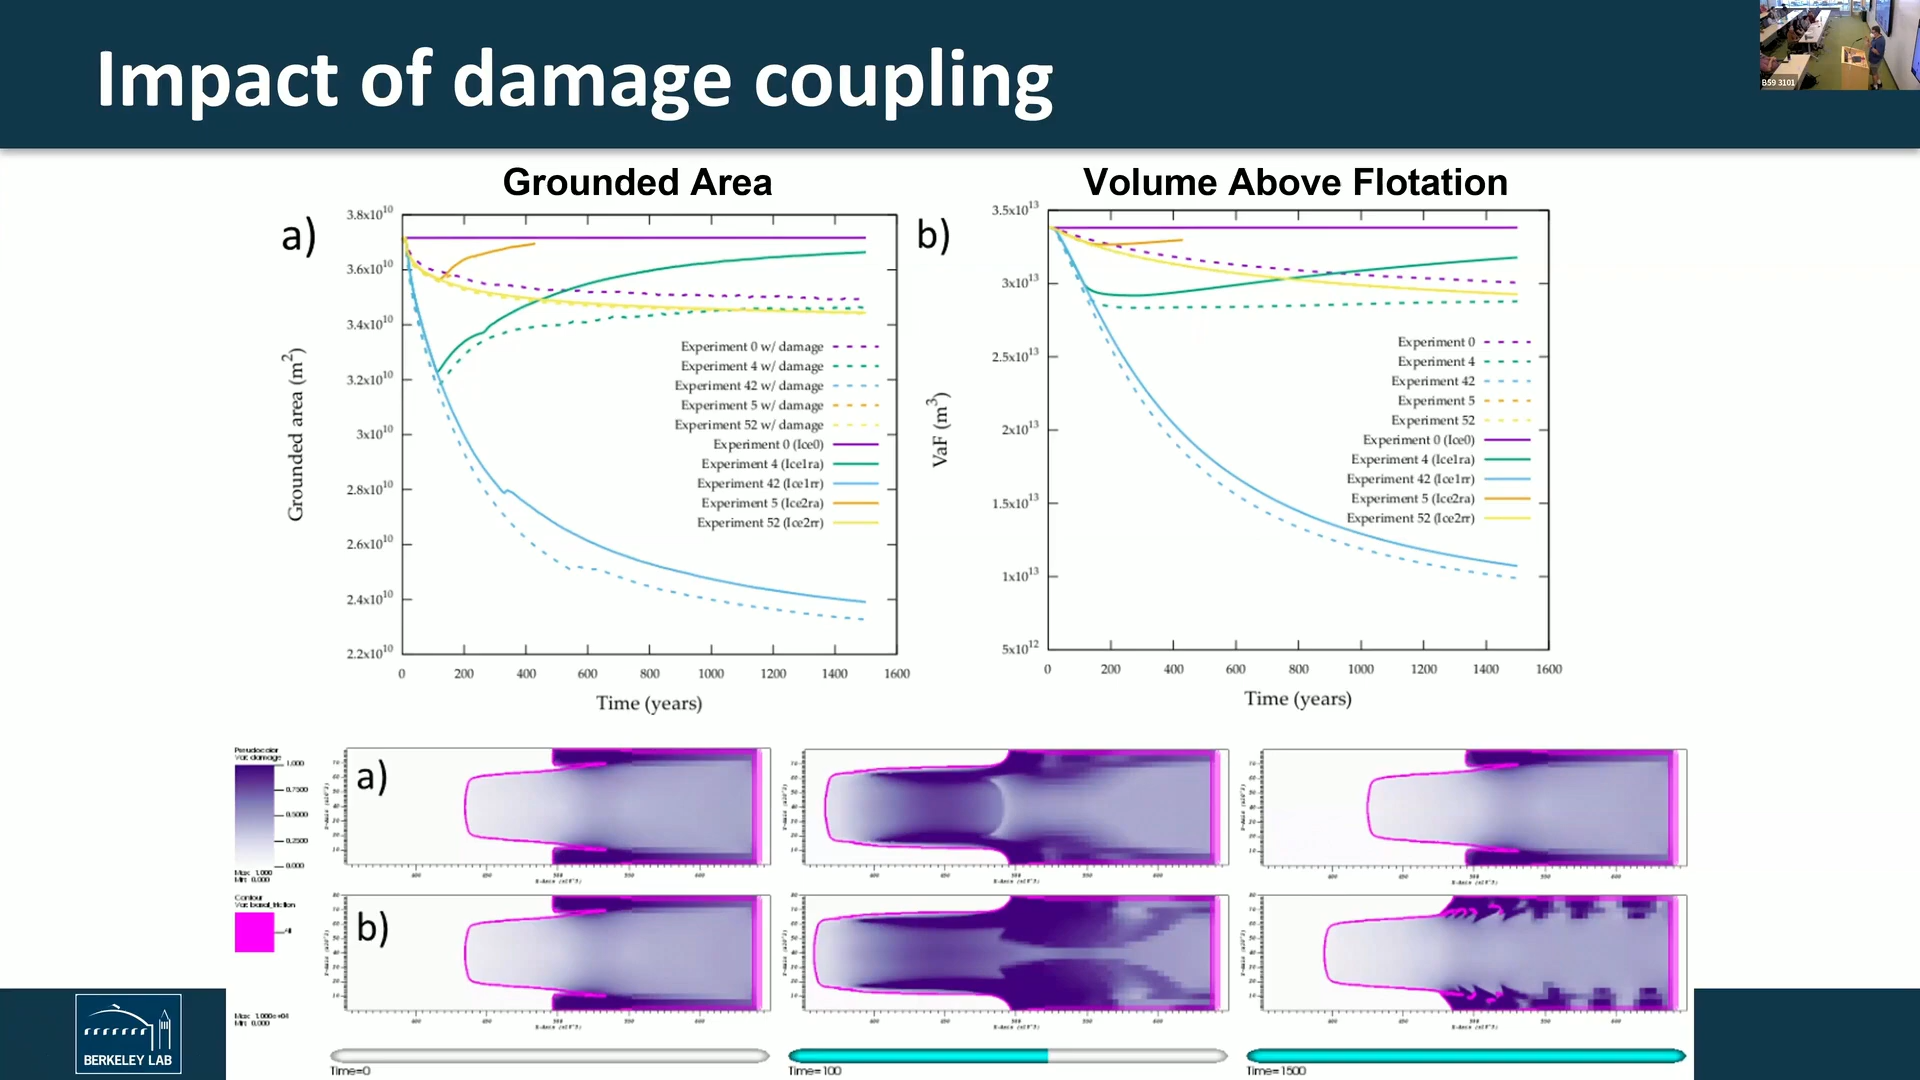 Impact of damage coupling
B59 3101
Grounded Area
Volume Above Flotation
a)
3.8x10^10
3.6x10^10
3.4x10^10
3.2x10^10
3x10^10
2.8x10^10
2.6x10^10
2.4x10^10
2.2x10^10
Grounded area (m^2)
Experiment 0 w/ damage
Experiment 4 w/ damage
Experiment 42 w/ damage
Experiment 5 w/ damage
Experiment 52 w/ damage
Experiment 0 (Ice0)
Experiment 4 (Ice1ra)
Experiment 42 (Ice1rr)
Experiment 5 (Ice2ra)
Experiment 52 (Ice2rr)
0 200 400 600 800 1000 1200 1400 1600
Time (years)
b)
3.5x10^13
3x10^13
2.5x10^13
2x10^13
1.5x10^13
1x10^13
5x10^12
VaF (m^3)
Experiment 0
Experiment 4
Experiment 42
Experiment 5
Experiment 52
Experiment 0 (Ice0)
Experiment 4 (Ice1ra)
Experiment 42 (Ice1rr)
Experiment 5 (Ice2ra)
Experiment 52 (Ice2rr)
0 200 400 600 800 1000 1200 1400 1600
Time (years)
Pseudocolor
Var: damage
1.000
0.7500
0.5000
0.2500
0.000
Max: 1.000
Min: 0.000
a)
Contour
Var: basal_friction
Max: 1.000e+04
Min: 0.000
b)
Time=0
Time=100
Time=1500
BERKELEY LAB